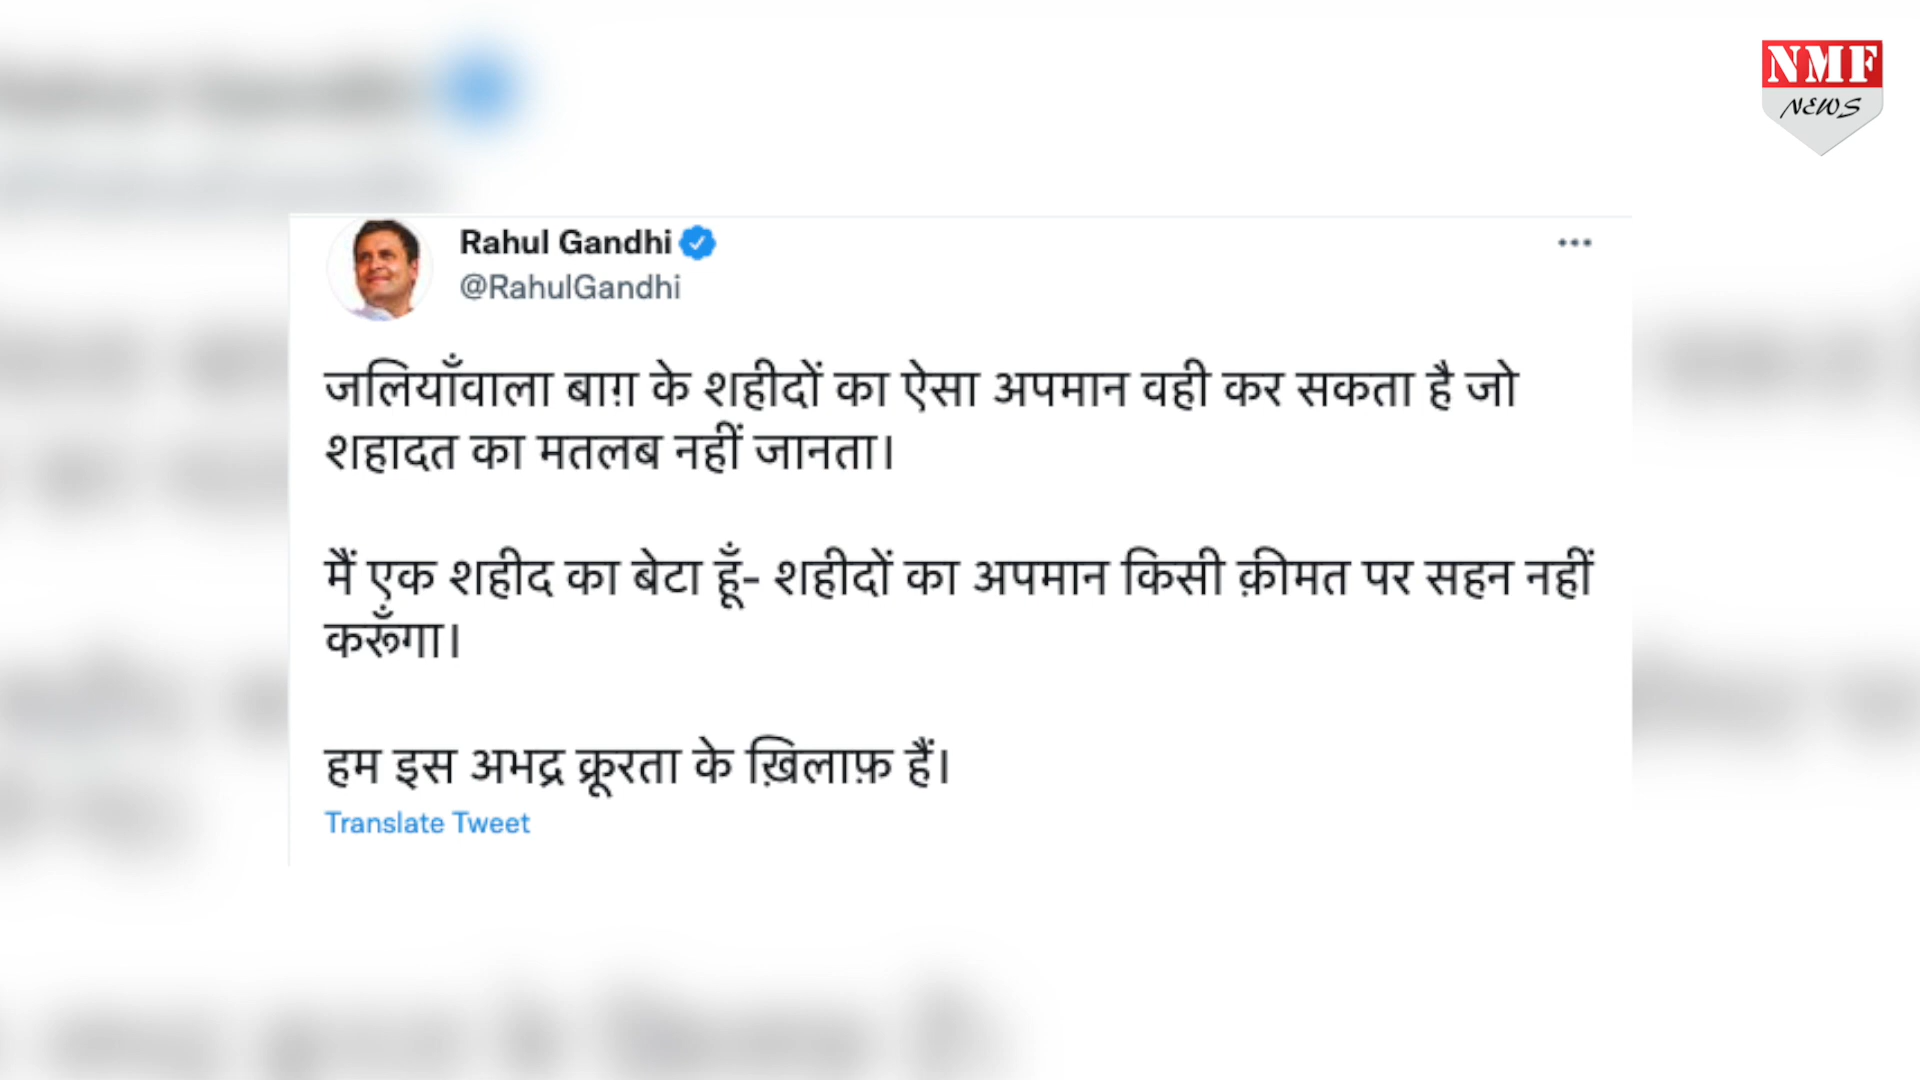 NMF
NEWS
Rahul Gandhi
@RahulGandhi
जलियाँवाला बाग़ के शहीदों का ऐसा अपमान वही कर सकता है जो
शहादत का मतलब नहीं जानता।
मैं एक शहीद का बेटा हूँ- शहीदों का अपमान किसी क़ीमत पर सहन नहीं
करूँगा।
हम इस अभद्र क्रूरता के ख़िलाफ़ हैं।
Translate Tweet